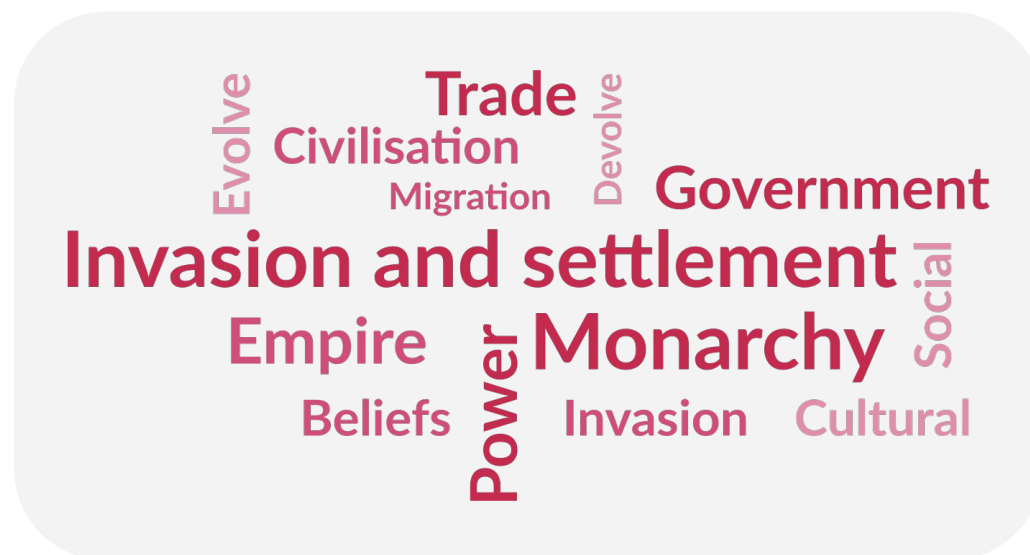 Evolve
Trade
Devolve
Civilisation
Migration
Government
Invasion and settlement
Social
Empire
Power
Monarchy
Beliefs
Invasion
Cultural